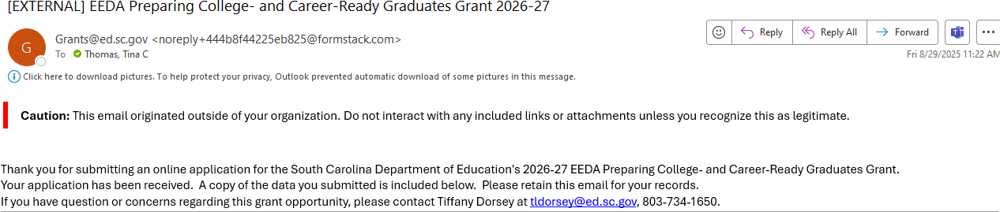 [EXTERNAL] EEDA Preparing College- and Career-Ready Graduates Grant 2026-27
G
Grants@ed.sc.gov <noreply+444b8f44225eb825@formstack.com>
To Thomas, Tina C
Reply
Reply All
Forward
Fri 8/29/2025 11:22 AM
Click here to download pictures. To help protect your privacy, Outlook prevented automatic download of some pictures in this message.
Caution: This email originated outside of your organization. Do not interact with any included links or attachments unless you recognize this as legitimate.
Thank you for submitting an online application for the South Carolina Department of Education's 2026-27 EEDA Preparing College- and Career-Ready Graduates Grant.
Your application has been received.  A copy of the data you submitted is included below.  Please retain this email for your records.
If you have question or concerns regarding this grant opportunity, please contact Tiffany Dorsey at tldorsey@ed.sc.gov, 803-734-1650.